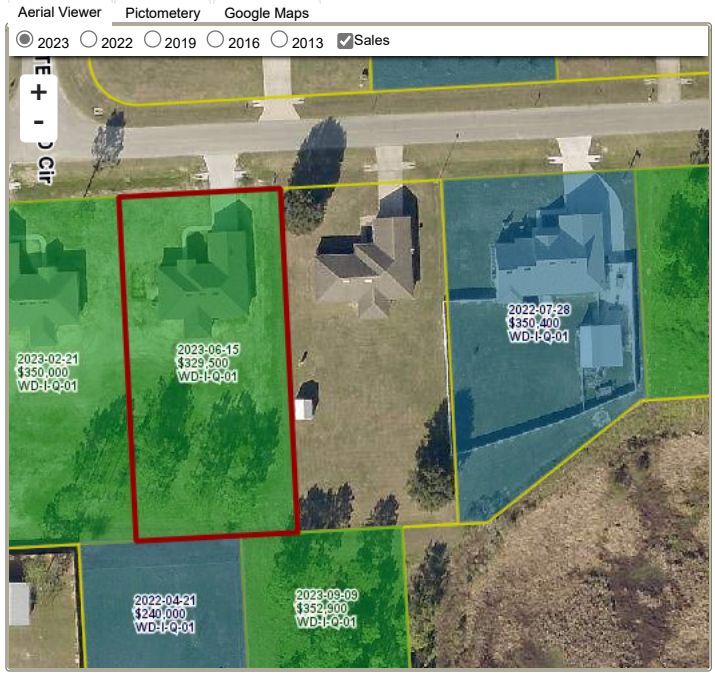 Aerial Viewer
Pictometery
Google Maps
2023
2022
2019
2016
2013
Sales
TE
+
-
Cir
2022-07-28
$350,400
WD-I-Q-01
2023-06-15
$329,500
WD-I-Q-01
2023-02-21
$350,000
WD-I-Q-01
2023-09-09
$352,900
WD-I-Q-01
2022-04-21
$240,000
WD-I-Q-01